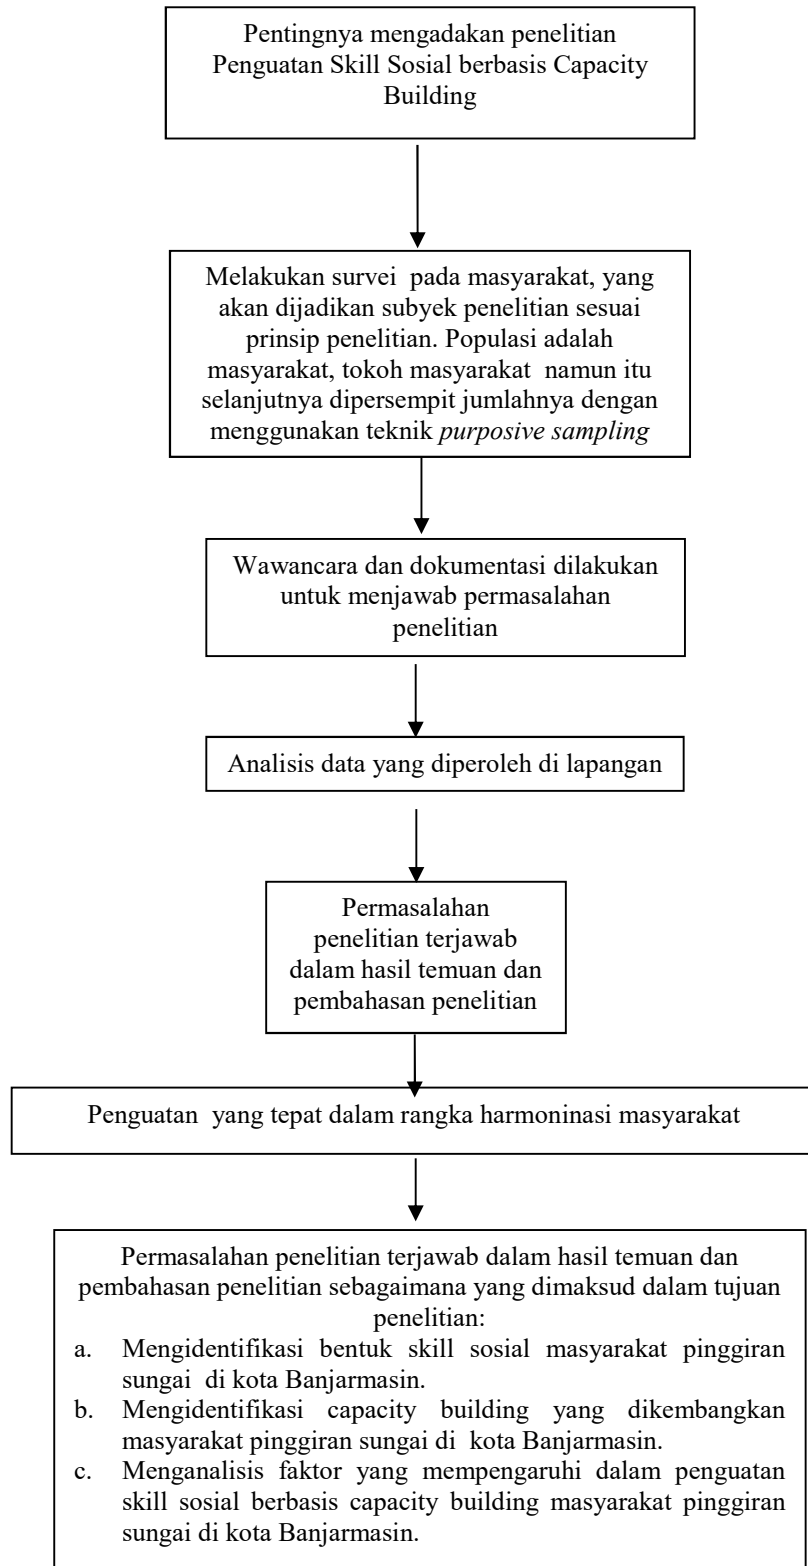 Pentingnya mengadakan penelitian
Penguatan Skill Sosial berbasis Capacity
Building
Melakukan survei pada masyarakat, yang
akan dijadikan subyek penelitian sesuai
prinsip penelitian. Populasi adalah
masyarakat, tokoh masyarakat namun itu
selanjutnya dipersempit jumlahnya dengan
menggunakan teknik purposive sampling
Wawancara dan dokumentasi dilakukan
untuk menjawab permasalahan
penelitian
Analisis data yang diperoleh di lapangan
Permasalahan
penelitian terjawab
dalam hasil temuan dan
pembahasan penelitian
Penguatan yang tepat dalam rangka harmoninasi masyarakat
Permasalahan penelitian terjawab dalam hasil temuan dan
pembahasan penelitian sebagaimana yang dimaksud dalam tujuan
penelitian:
a. Mengidentifikasi bentuk skill sosial masyarakat pinggiran
sungai di kota Banjarmasin.
b. Mengidentifikasi capacity building yang dikembangkan
masyarakat pinggiran sungai di kota Banjarmasin.
c. Menganalisis faktor yang mempengaruhi dalam penguatan
skill sosial berbasis capacity building masyarakat pinggiran
sungai di kota Banjarmasin.